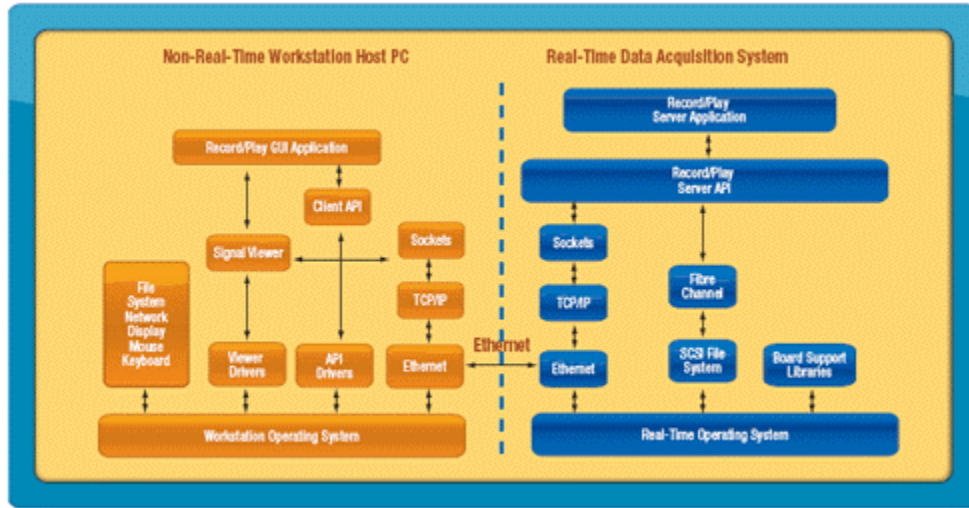 Non-Real-Time Workstation Host PC
Real-Time Data Acquisition System
Record/Play
Server Application
Record/Play GUI Application
Record/Play
Server API
Client API
Signal Viewer
Sockets
Sockets
File
System
Network
Display
Mouse
Keyboard
TCP/IP
TCP/IP
Fibre
Channel
Viewer
Drivers
API
Drivers
Ethernet
Ethernet
Ethernet
SCSI File
System
Board Support
Libraries
Workstation Operating System
Real-Time Operating System